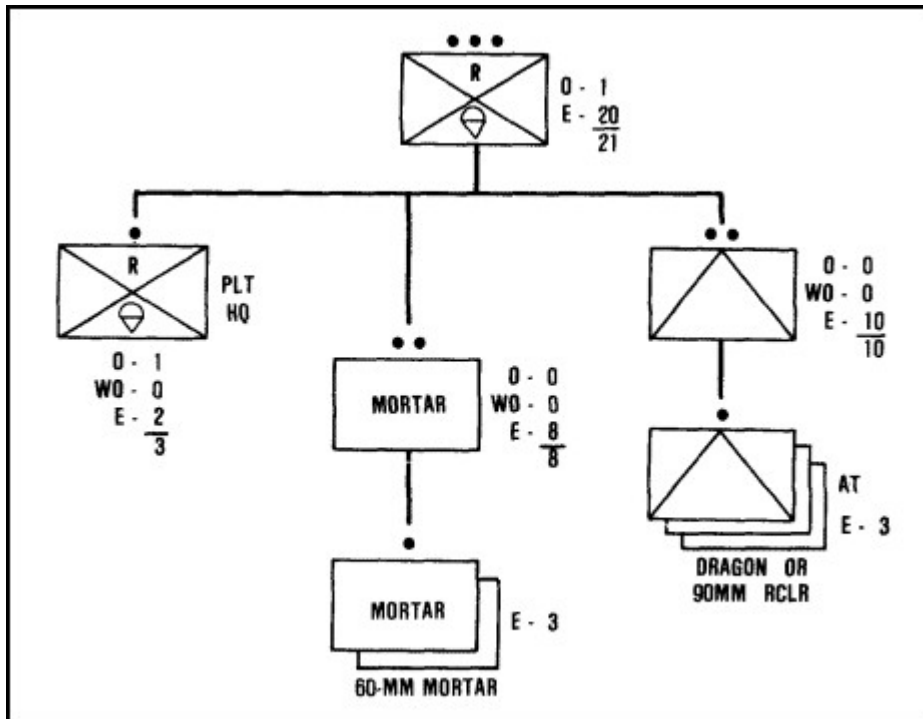 R
O - 1
E - 20
21
R
PLT
HQ
O - 1
WO - 0
E - 2
3
MORTAR
O - 0
WO - 0
E - 8
8
MORTAR
E - 3
60-MM MORTAR
O - 0
WO - 0
E - 10
10
AT
E - 3
DRAGON OR
90MM RCLR